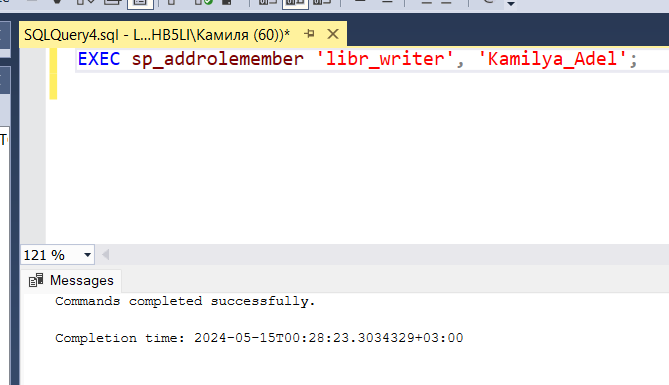 SQLQuery4.sql - L...HB5LI\Камиля (60))*
EXEC sp_addrolemember 'libr_writer', 'Kamilya_Adel';
121 %
Messages
Commands completed successfully.
Completion time: 2024-05-15T00:28:23.3034329+03:00